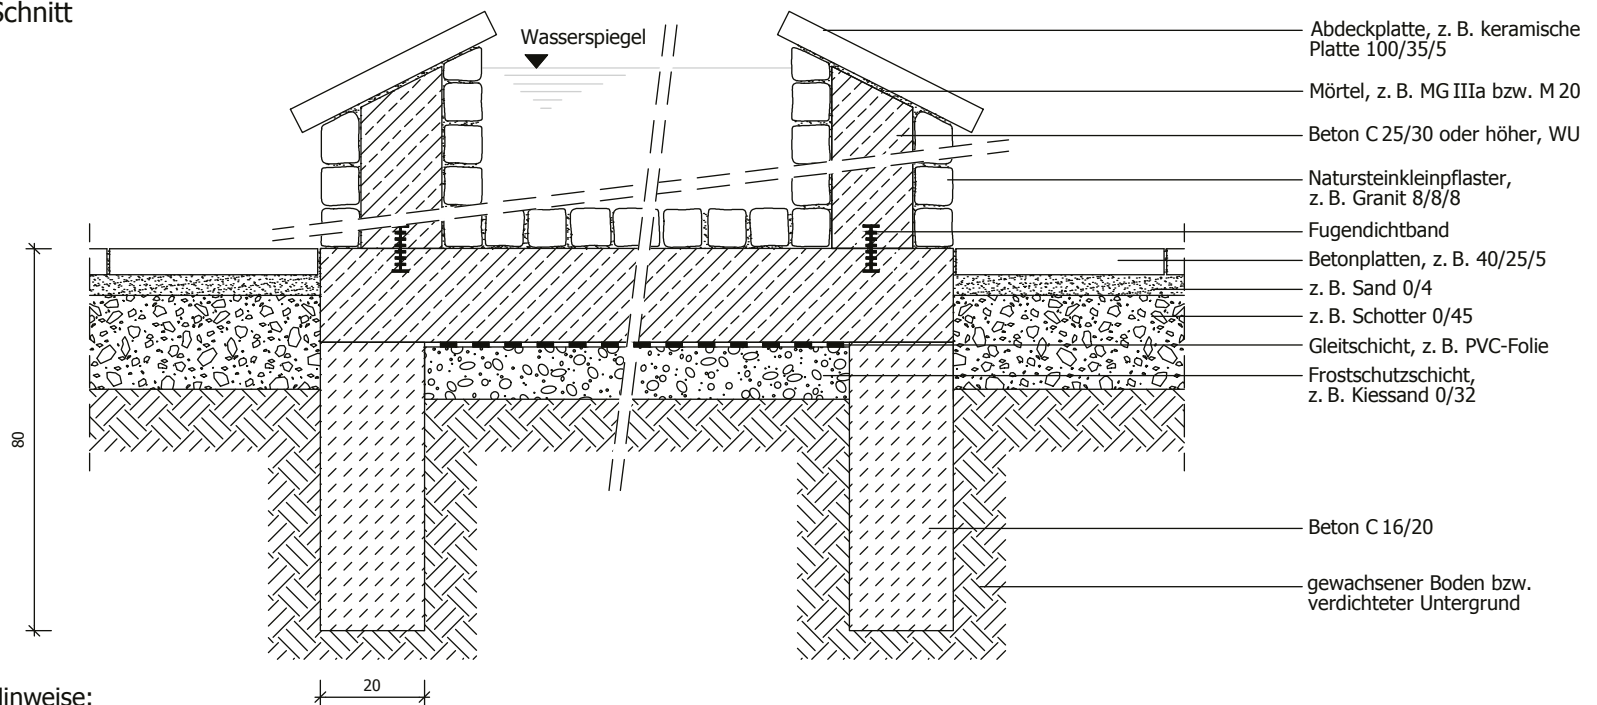 Schnitt
Wasserspiegel
Abdeckplatte, z. B. keramische
Platte 100/35/5
Mörtel, z. B. MG IIIa bzw. M 20
Beton C 25/30 oder höher, WU
Natursteinkleinpflaster,
z. B. Granit 8/8/8
Fugendichtband
Betonplatten, z. B. 40/25/5
z. B. Sand 0/4
z. B. Schotter 0/45
Gleitschicht, z. B. PVC-Folie
Frostschutzschicht,
z. B. Kiessand 0/32
80
Beton C 16/20
gewachsener Boden bzw.
verdichteter Untergrund
20
Hinweise: